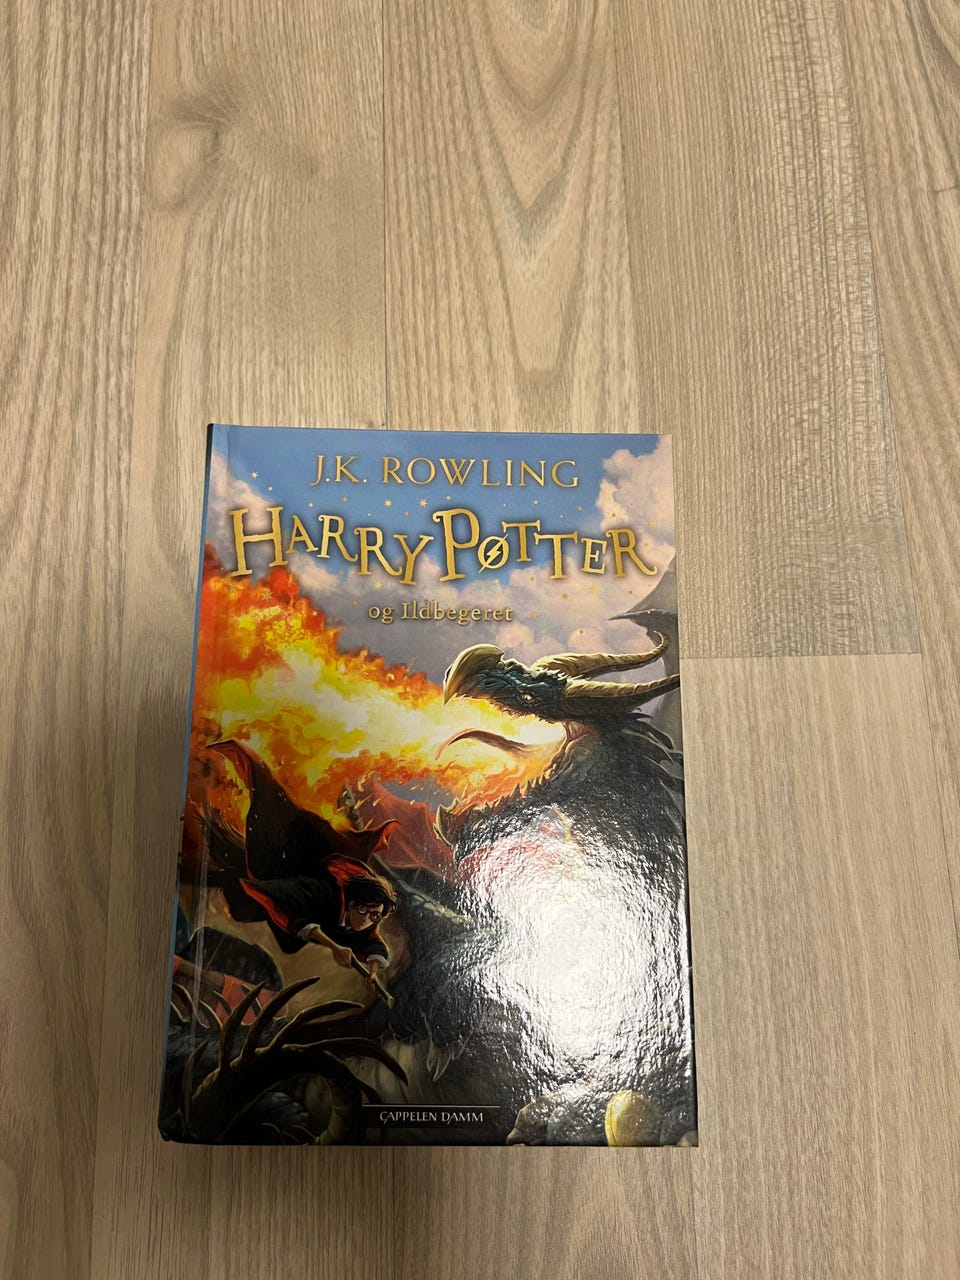 J.K. ROWLING
HARRY POTTER
og Ildbegeret
CAPPELEN DAMM